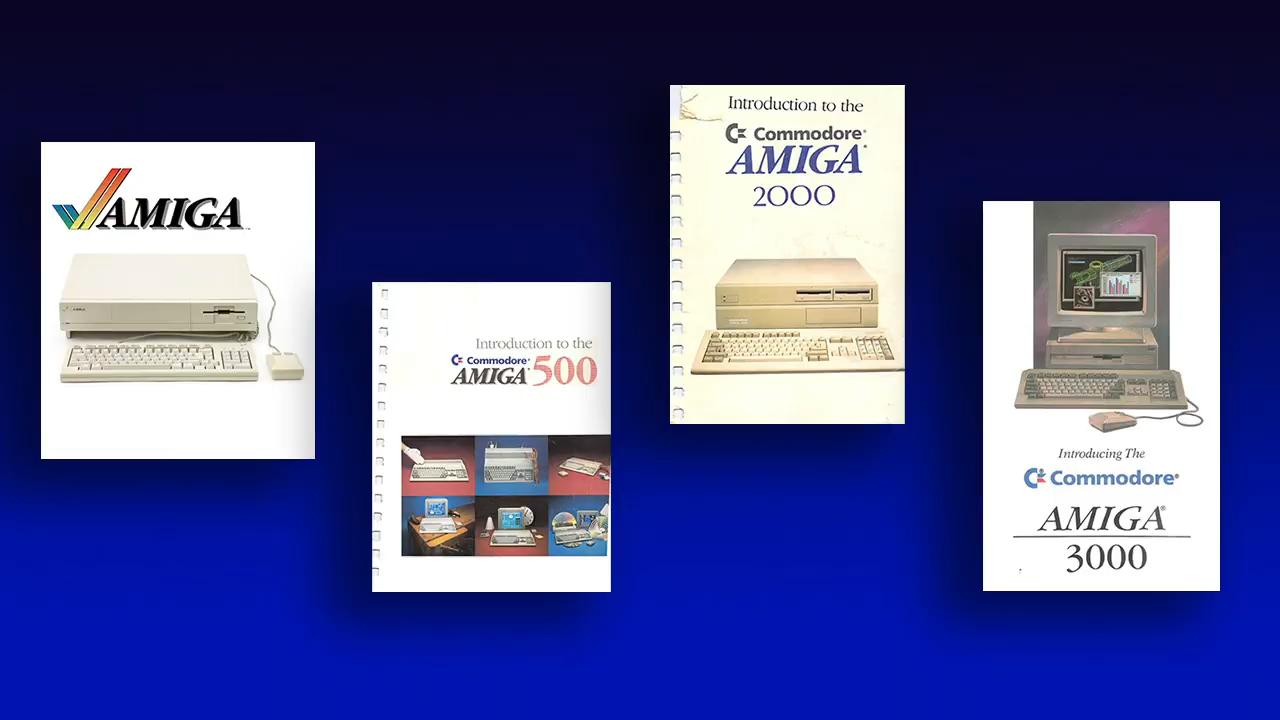 AMIGA
Introduction to the
Commodore®
AMIGA® 500
Introduction to the
Commodore®
AMIGA®
2000
Introducing The
Commodore®
AMIGA®
3000